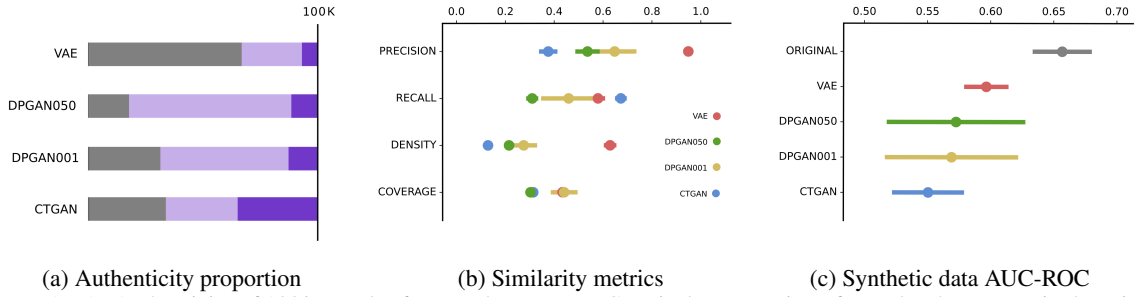 100K
VAE
DPGAN050
DPGAN001
CTGAN
(a) Authenticity proportion
0.0 0.2 0.4 0.6 0.8 1.0
PRECISION
RECALL
DENSITY
COVERAGE
VAE
DPGAN050
DPGAN001
CTGAN
(b) Similarity metrics
0.50 0.55 0.60 0.65 0.70
ORIGINAL
VAE
DPGAN050
DPGAN001
CTGAN
(c) Synthetic data AUC-ROC